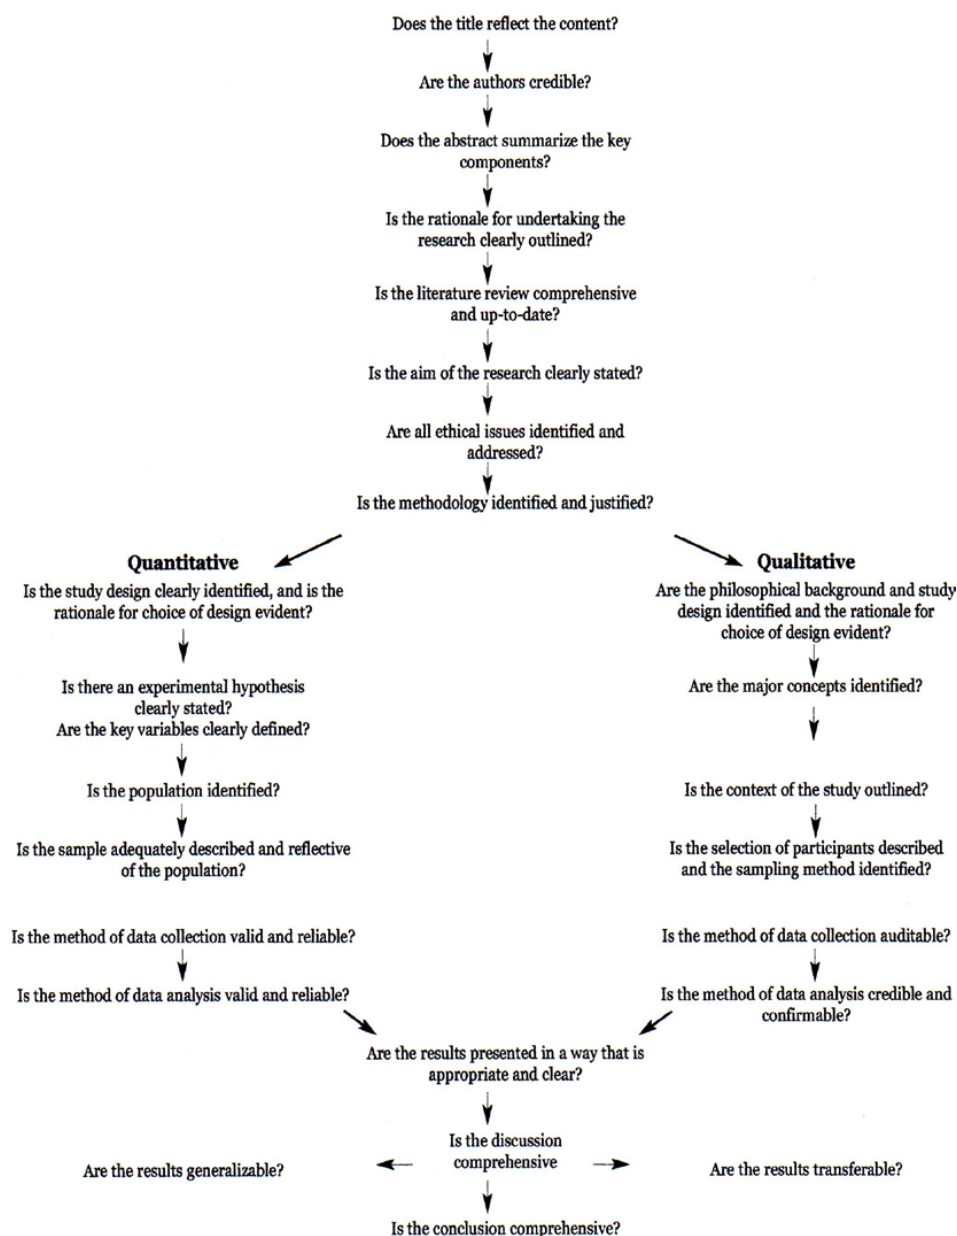 Does the title reflect the content?
Are the authors credible?
Does the abstract summarize the key
components?
Is the rationale for undertaking the
research clearly outlined?
Is the literature review comprehensive
and up-to-date?
Is the aim of the research clearly stated?
Are all ethical issues identified and
addressed?
Is the methodology identified and justified?
Quantitative
Is the study design clearly identified, and is the
rationale for choice of design evident?
Is there an experimental hypothesis
clearly stated?
Are the key variables clearly defined?
Is the population identified?
Is the sample adequately described and reflective
of the population?
Is the method of data collection valid and reliable?
Is the method of data analysis valid and reliable?
Qualitative
Are the philosophical background and study
design identified and the rationale for
choice of design evident?
Are the major concepts identified?
Is the context of the study outlined?
Is the selection of participants described
and the sampling method identified?
Is the method of data collection auditable?
Is the method of data analysis credible and
confirmable?
Are the results presented in a way that is
appropriate and clear?
Is the discussion
comprehensive
Are the results generalizable?
Are the results transferable?
Is the conclusion comprehensive?